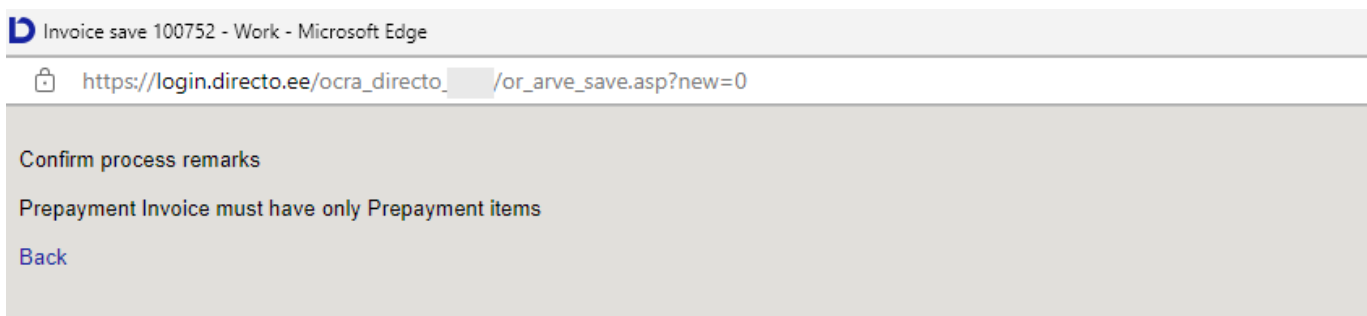 Invoice save 100752 - Work - Microsoft Edge
https://login.directo.ee/ocra_directo_ /or_arve_save.asp?new=0
Confirm process remarks
Prepayment Invoice must have only Prepayment items
Back